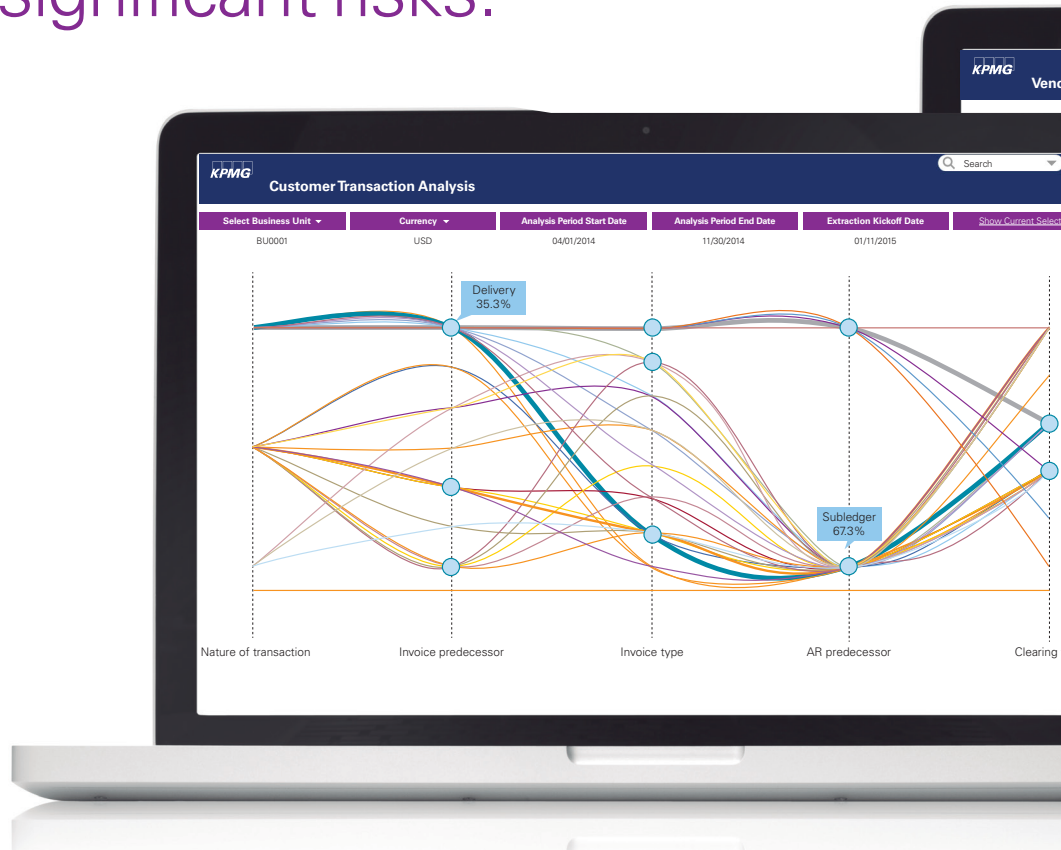 significant risks.
KPMG
Vend
KPMG
Customer Transaction Analysis
Search
Select Business Unit
Currency
Analysis Period Start Date
Analysis Period End Date
Extraction Kickoff Date
Show Current Select
BU0001
USD
04/01/2014
11/30/2014
01/11/2015
Delivery
35.3%
Subledger
67.3%
Nature of transaction
Invoice predecessor
Invoice type
AR predecessor
Clearing